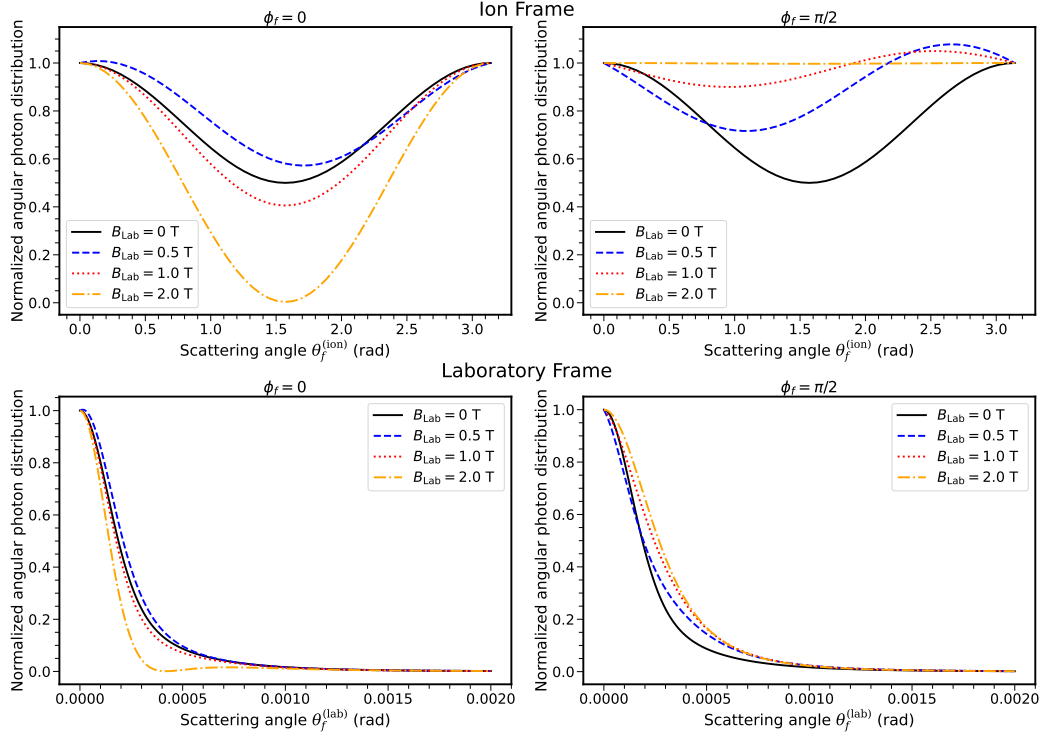 Ion Frame
ϕ_f = 0
Normalized angular photon distribution
1.0
0.8
0.6
0.4
0.2
0.0
B_Lab = 0 T
B_Lab = 0.5 T
B_Lab = 1.0 T
B_Lab = 2.0 T
0.0 0.5 1.0 1.5 2.0 2.5 3.0
Scattering angle θ_f^(ion) (rad)
ϕ_f = π/2
Normalized angular photon distribution
1.0
0.8
0.6
0.4
0.2
0.0
B_Lab = 0 T
B_Lab = 0.5 T
B_Lab = 1.0 T
B_Lab = 2.0 T
0.0 0.5 1.0 1.5 2.0 2.5 3.0
Scattering angle θ_f^(ion) (rad)
Laboratory Frame
ϕ_f = 0
Normalized angular photon distribution
1.0
0.8
0.6
0.4
0.2
0.0
B_Lab = 0 T
B_Lab = 0.5 T
B_Lab = 1.0 T
B_Lab = 2.0 T
0.0000 0.0005 0.0010 0.0015 0.0020
Scattering angle θ_f^(lab) (rad)
ϕ_f = π/2
Normalized angular photon distribution
1.0
0.8
0.6
0.4
0.2
0.0
B_Lab = 0 T
B_Lab = 0.5 T
B_Lab = 1.0 T
B_Lab = 2.0 T
0.0000 0.0005 0.0010 0.0015 0.0020
Scattering angle θ_f^(lab) (rad)